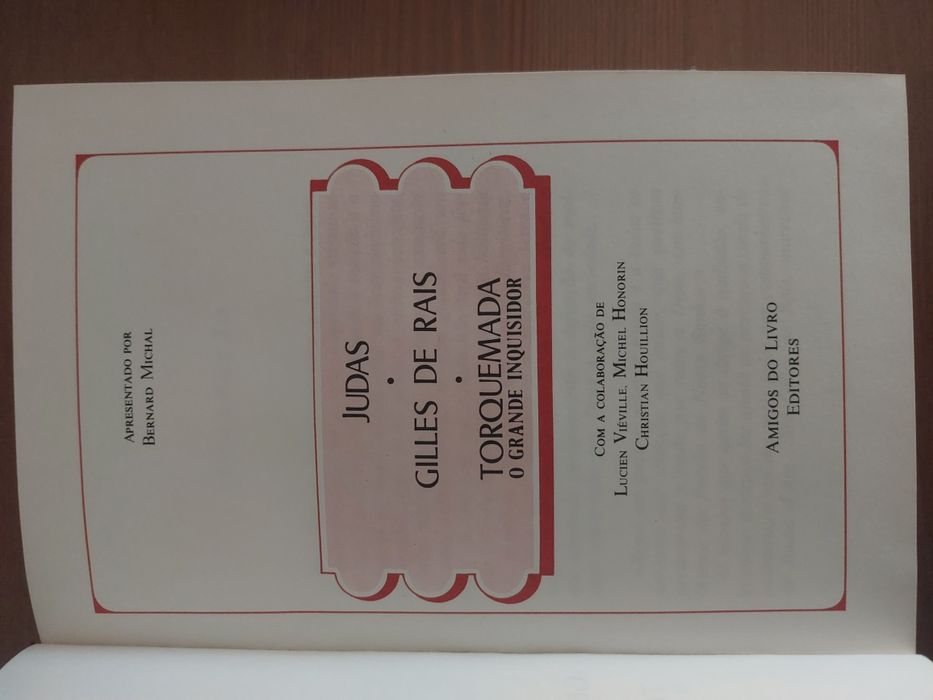 APRESENTADO POR
BERNARD MICHAL
JUDAS
•
GILLES DE RAIS
•
TORQUEMADA
O GRANDE INQUISIDOR
COM A COLABORAÇÃO DE
LUCIEN VIÉVILLE, MICHEL HONORIN
CHRISTIAN HOUILLION
AMIGOS DO LIVRO
EDITORES